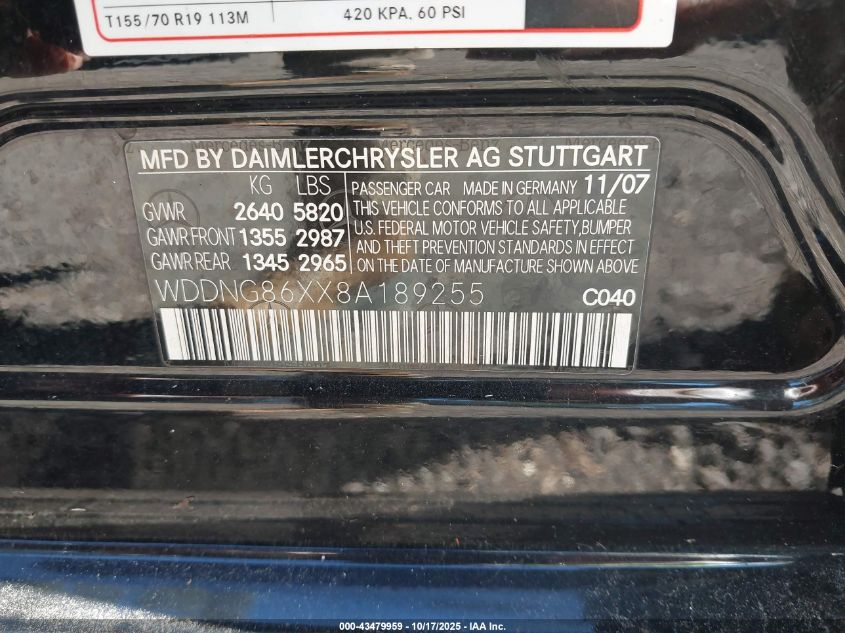 T155/70 R19 113M 420 KPA, 60 PSI
MFD BY DAIMLERCHRYSLER AG STUTTGART
KG LBS
GVWR 2640 5820
GAWR FRONT 1355 2987
GAWR REAR 1345 2965
PASSENGER CAR MADE IN GERMANY 11/07
THIS VEHICLE CONFORMS TO ALL APPLICABLE
U.S. FEDERAL MOTOR VEHICLE SAFETY,BUMPER
AND THEFT PREVENTION STANDARDS IN EFFECT
ON THE DATE OF MANUFACTURE SHOWN ABOVE
WDDNG86XX8A189255 C040
000-43479959 - 10/17/2025 - IAA Inc.